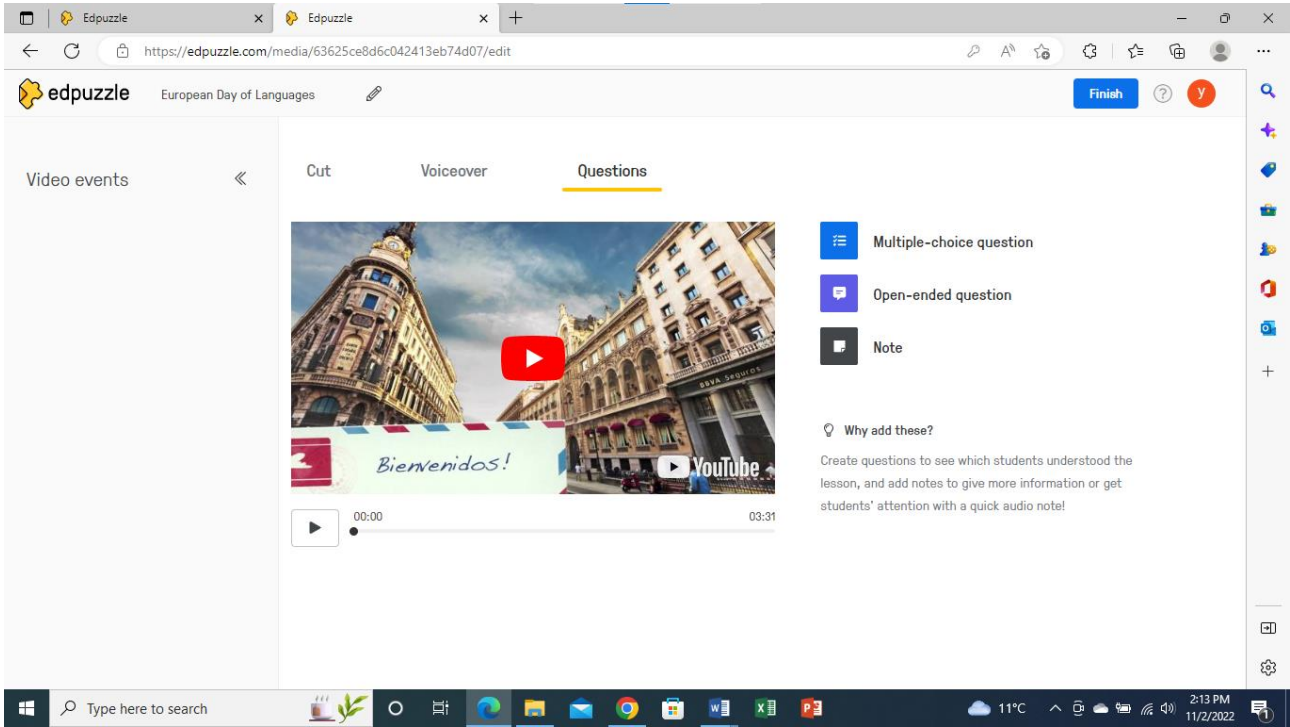 Edpuzzle
Edpuzzle
https://edpuzzle.com/media/63625ce8d6c042413eb74d07/edit
edpuzzle
European Day of Languages
Finish
?
y
Video events
Cut
Voiceover
Questions
BBVA Seguros
Bienvenidos!
YouTube
00:00
03:31
Multiple-choice question
Open-ended question
Note
Why add these?
Create questions to see which students understood the
lesson, and add notes to give more information or get
students' attention with a quick audio note!
Type here to search
11°C
2:13 PM
11/2/2022
1